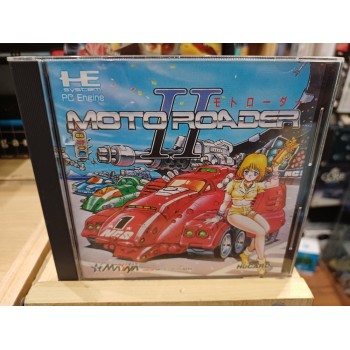 HE
SYSTEM
PC Engine
II
モトローダー
MOTO ROADER
NCS
MASAYA